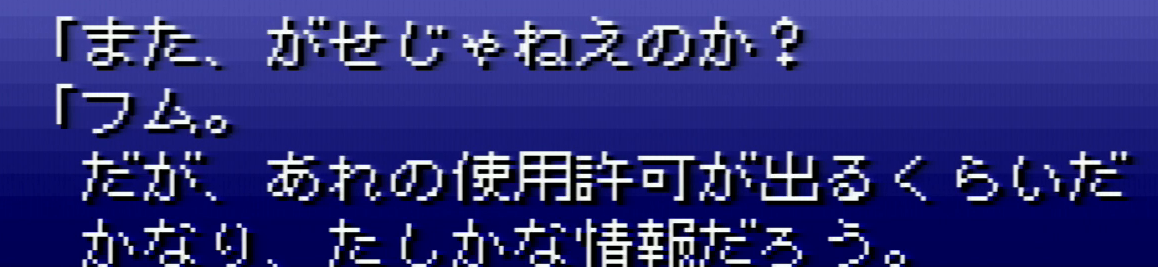 「また、がせじゃねえのか？
「フム。
だが、あれの使用許可が出るくらいだ
かなり、たしかな情報だろう。